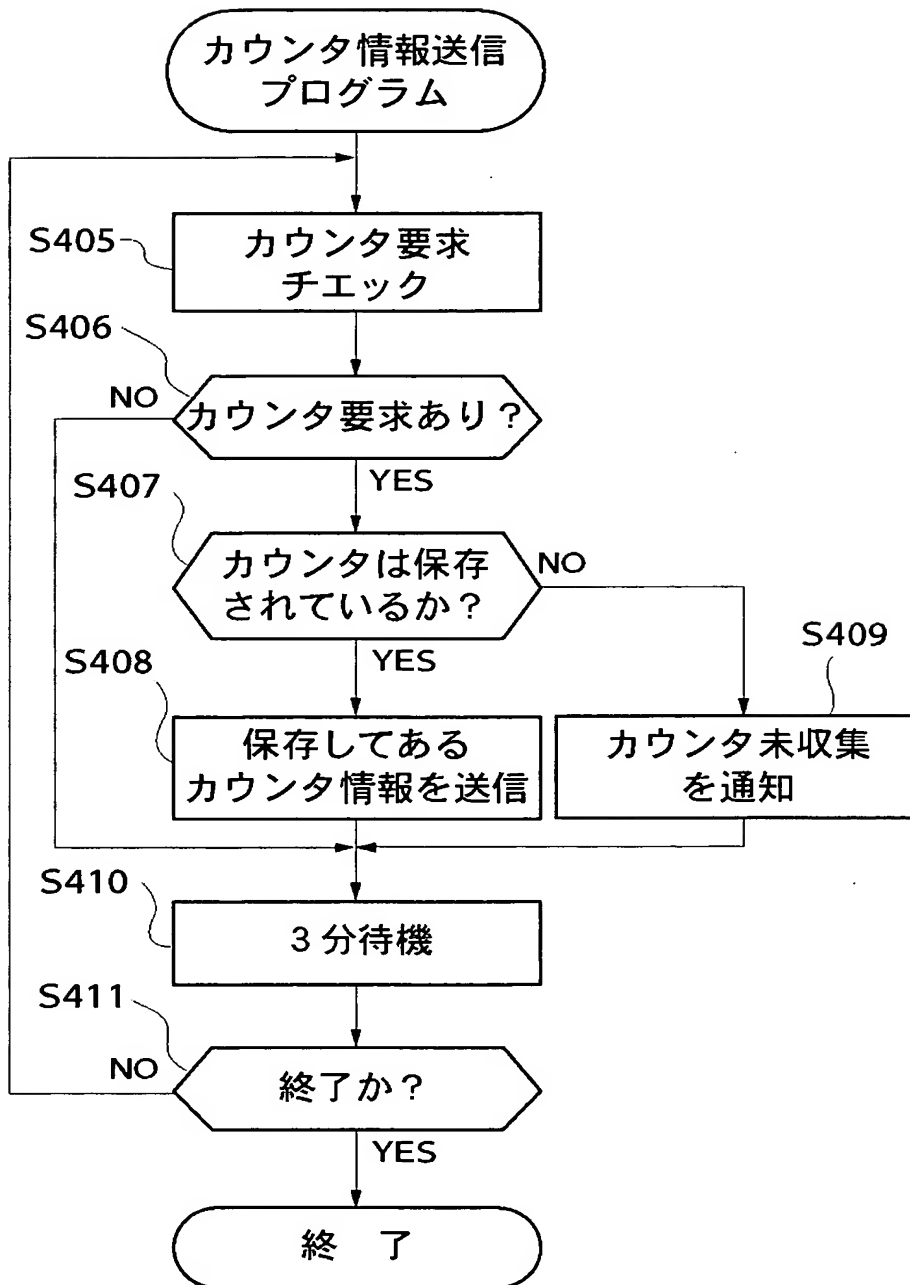 カウンタ情報送信
プログラム
S405
カウンタ要求
チエック
S406
NO
カウンタ要求あり？
YES
S407
カウンタは保存
されているか？
NO
YES
S408
S409
保存してある
カウンタ情報を送信
カウンタ未収集
を通知
S410
３分待機
S411
NO
終了か？
YES
終　了